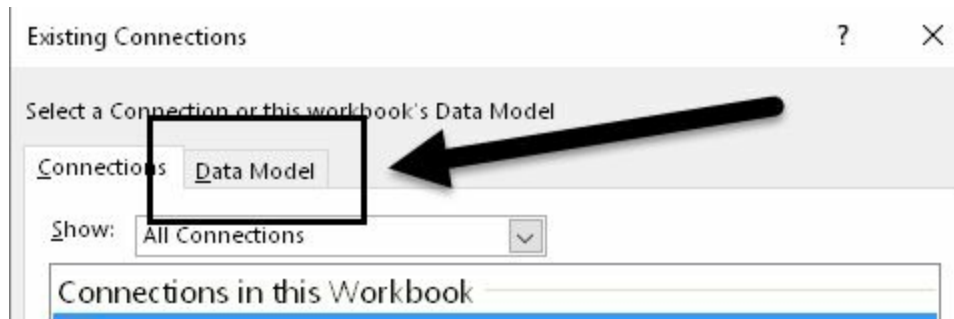 Existing Connections ?
Select a Connection or this workbook's Data Model
Connections Data Model
Show: All Connections
Connections in this Workbook